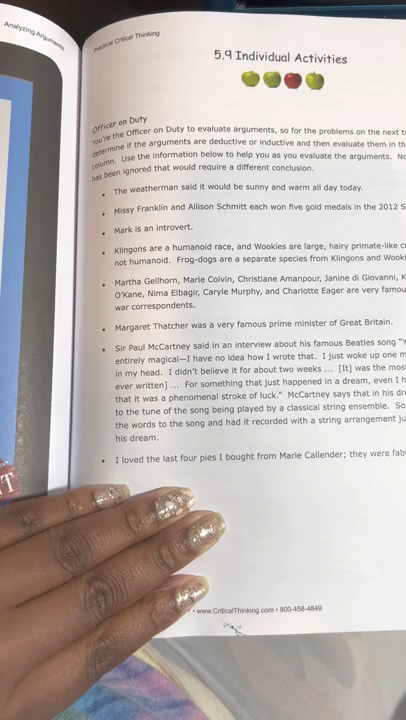 Analyzing Arguments
Practical Critical Thinking
5.9 Individual Activities
Officer on Duty
You're the Officer on Duty to evaluate arguments, so for the problems on the next
determine if the arguments are deductive or inductive and then evaluate them in
column. Use the information below to help you as you evaluate the arguments.
has been ignored that would require a different conclusion.
• The weatherman said it would be sunny and warm all day today.
• Missy Franklin and Allison Schmitt each won five gold medals in the 2012
• Mark is an introvert.
• Klingons are a humanoid race, and Wookies are large, hairy primate-like
not humanoid. Frog-dogs are a separate species from Klingons and
• Martha Gellhorn, Marie Colvin, Christiane Amanpour, Janine di Giovanni,
O'Kane, Nima Elbagir, Caryle Murphy, and Charlotte Eager are very
war correspondents.
• Margaret Thatcher was a very famous prime minister of Great Britain.
• Sir Paul McCartney said in an interview about his famous Beatles song
entirely magical—I have no idea how I wrote that. I just woke up one
in my head. I didn't believe it for about two weeks .... [It] was the
ever written] .... For something that just happened in a dream, even I
that it was a phenomenal stroke of luck." McCartney says that in his
to the tune of the song being played by a classical string ensemble. So
the words to the song and had it recorded with a string arrangement
his dream.
• I loved the last four pies I bought from Marie Callender; they were
• www.CriticalThinking.com • 800-458-4849